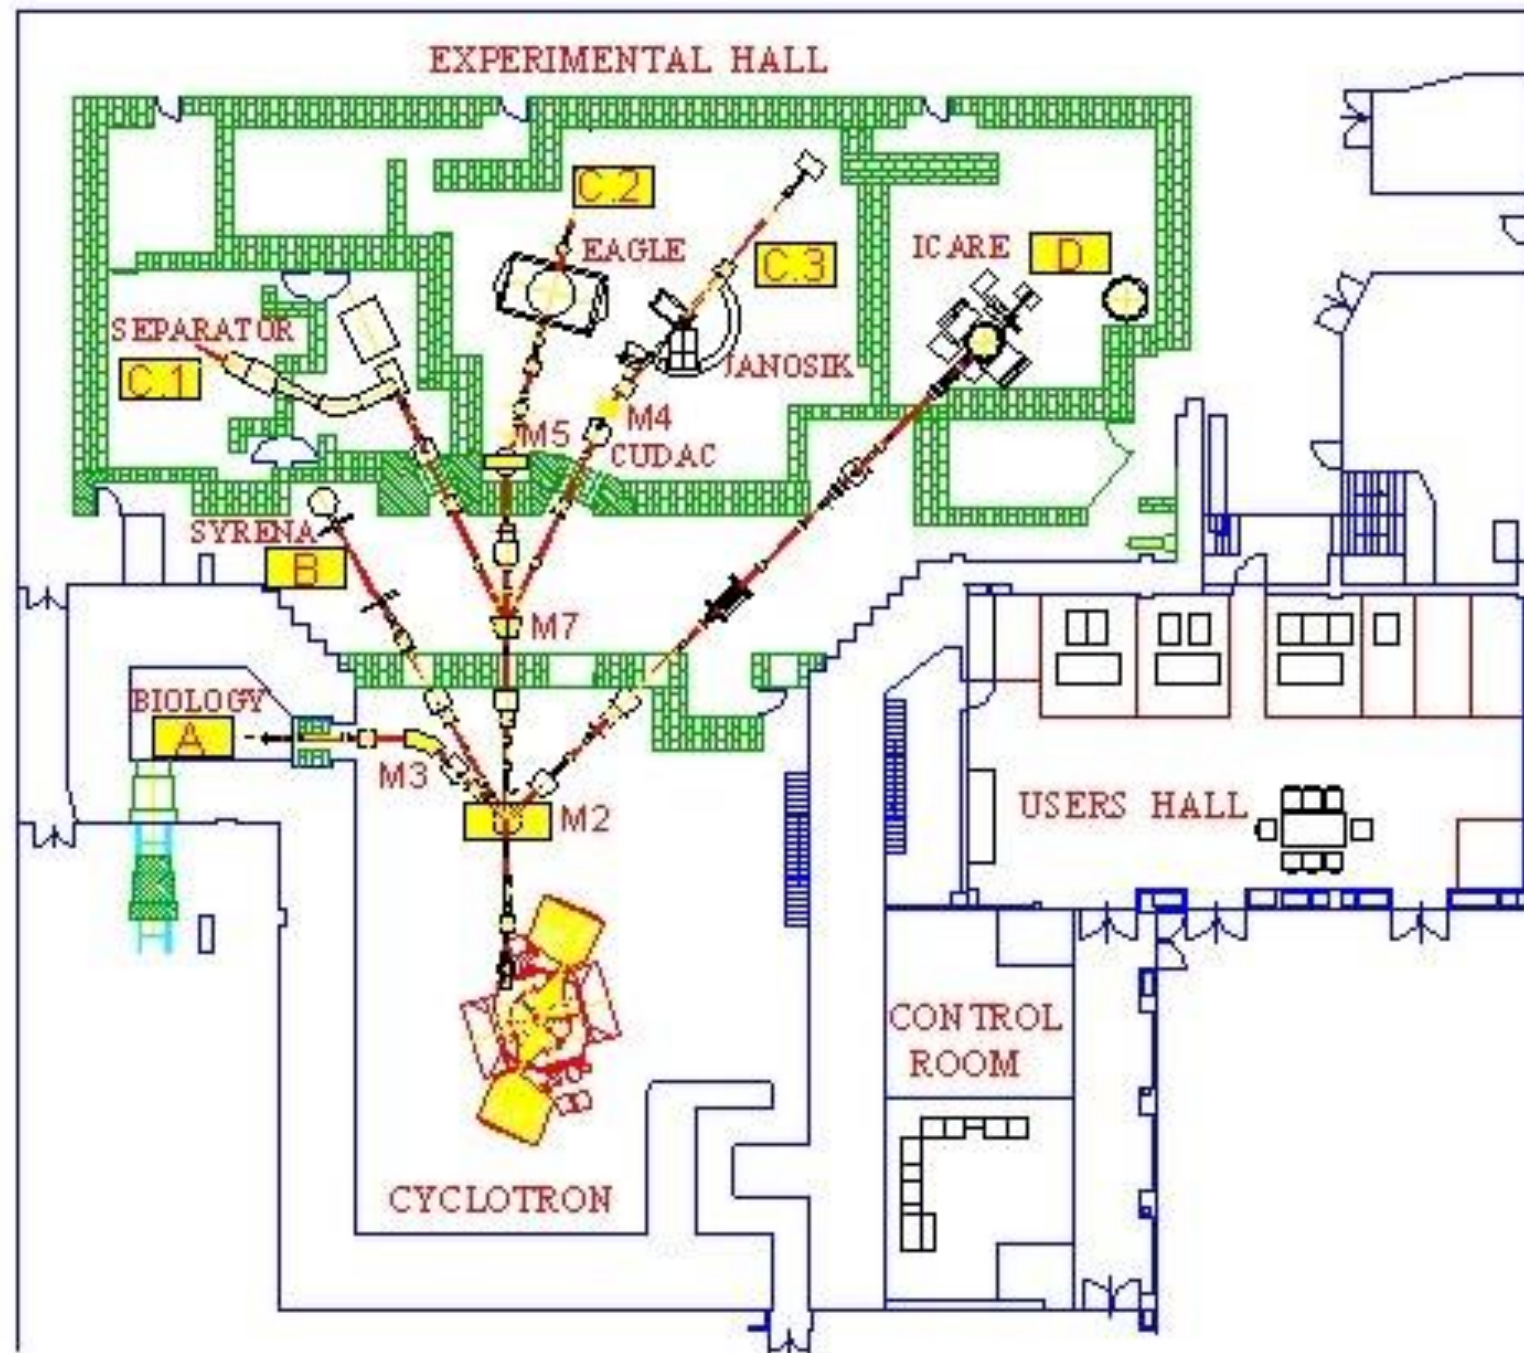 EXPERIMENTAL HALL
C.2
EAGLE
C.3
ICARE
D
SEPARATOR
C.1
JANOSIK
M4
M5
CUDAC
SYRENA
B
M7
BIOLOGY
A
M3
M2
USERS HALL
CONTROL
ROOM
CYCLOTRON